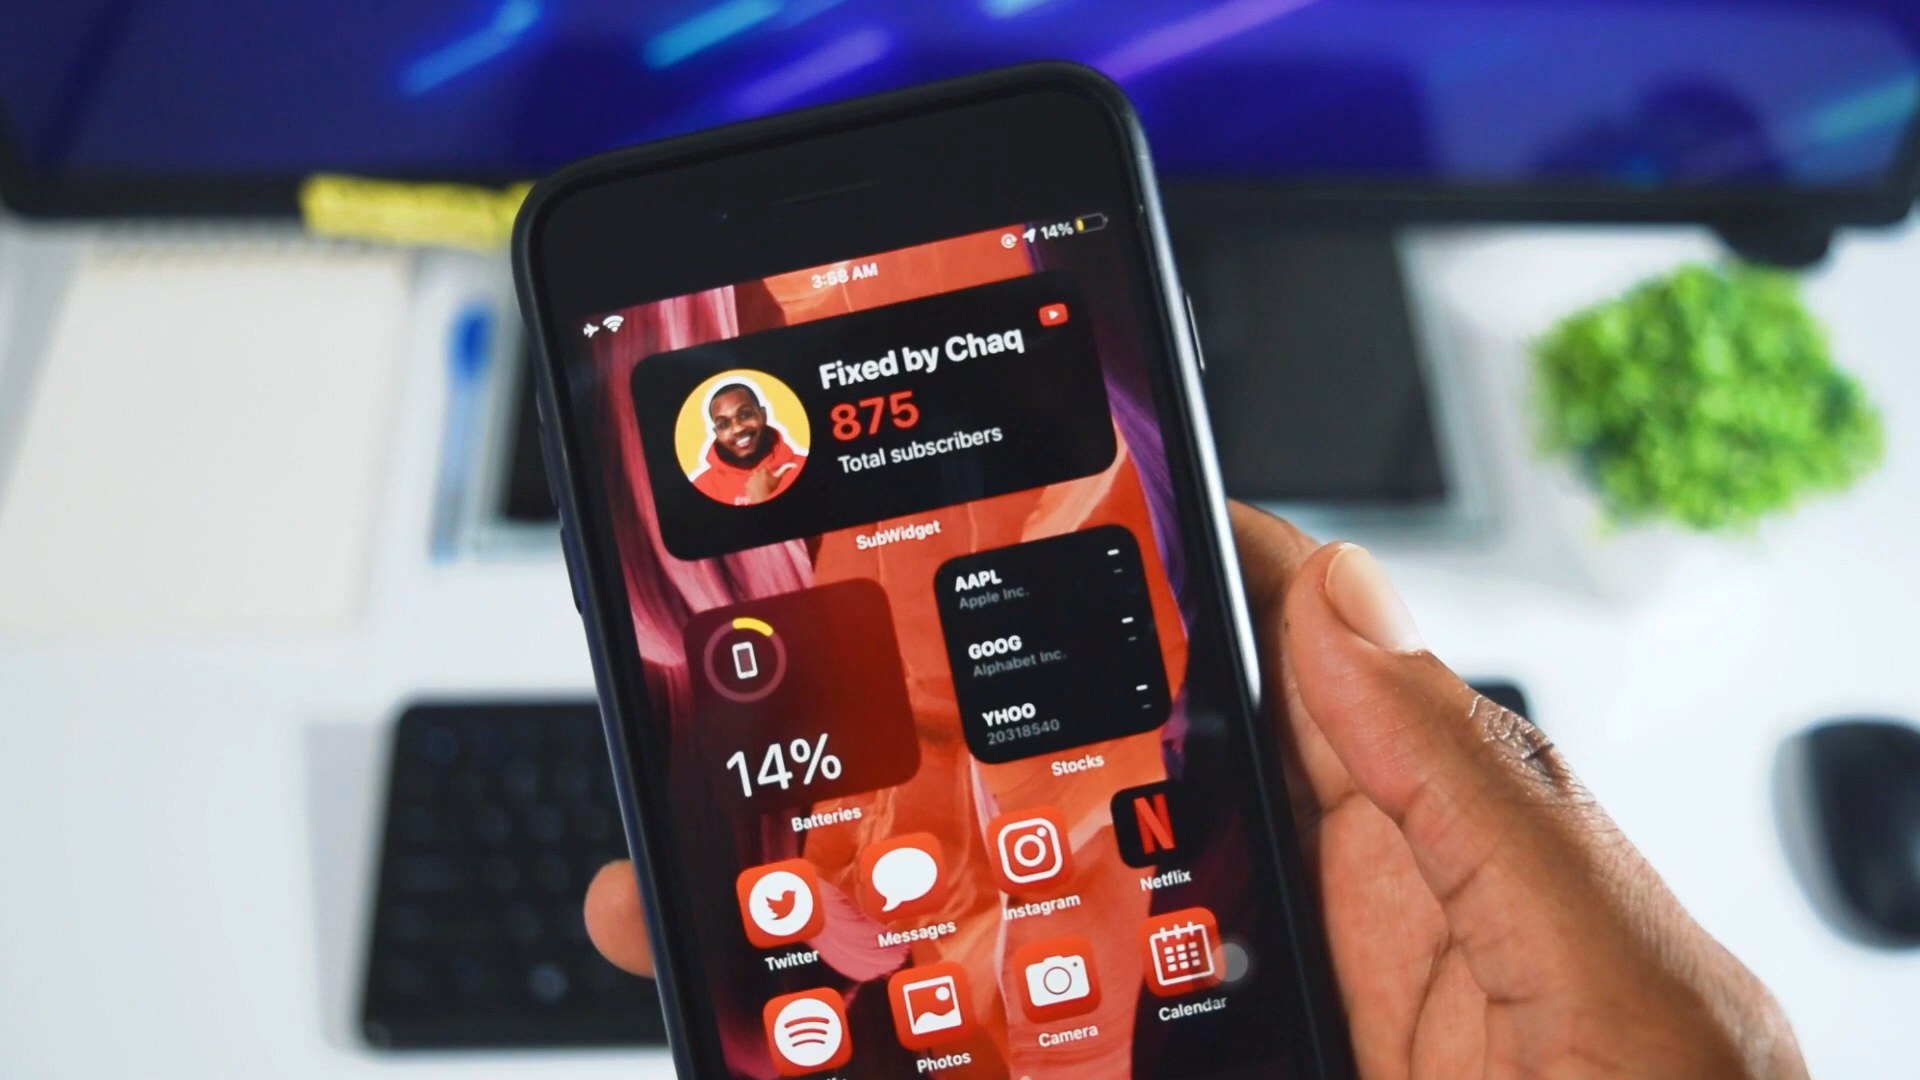 14%
3:58 AM
Fixed by Chaq
875
Total subscribers
SubWidget
AAPL
Apple Inc.
GOOG
Alphabet Inc.
YHOO
20318540
Stocks
14%
Batteries
Twitter
Messages
Instagram
N
Netflix
Photos
Camera
Calendar